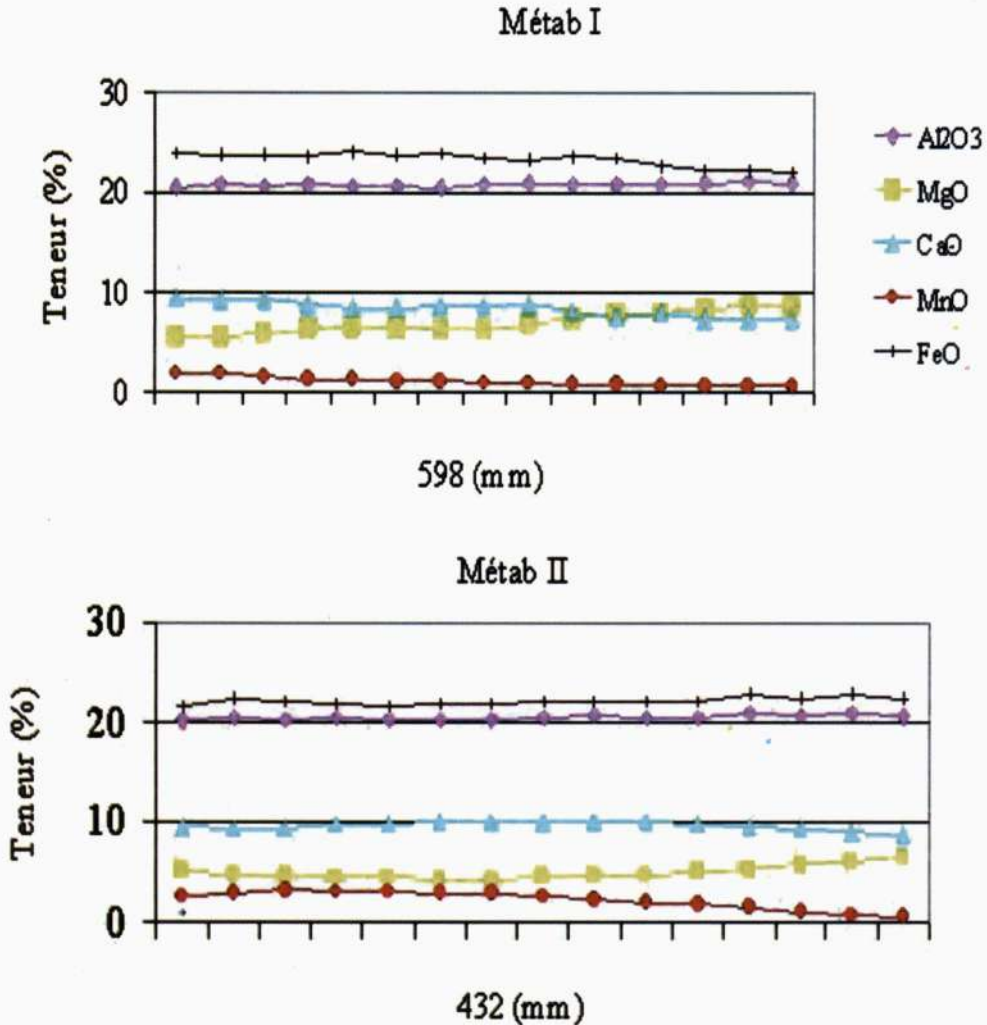 Métab I
30
20
10
0
Teneur (%)
598 (mm)
Al2O3
MgO
CaO
MnO
FeO
Métab II
30
20
10
0
Teneur (%)
432 (mm)